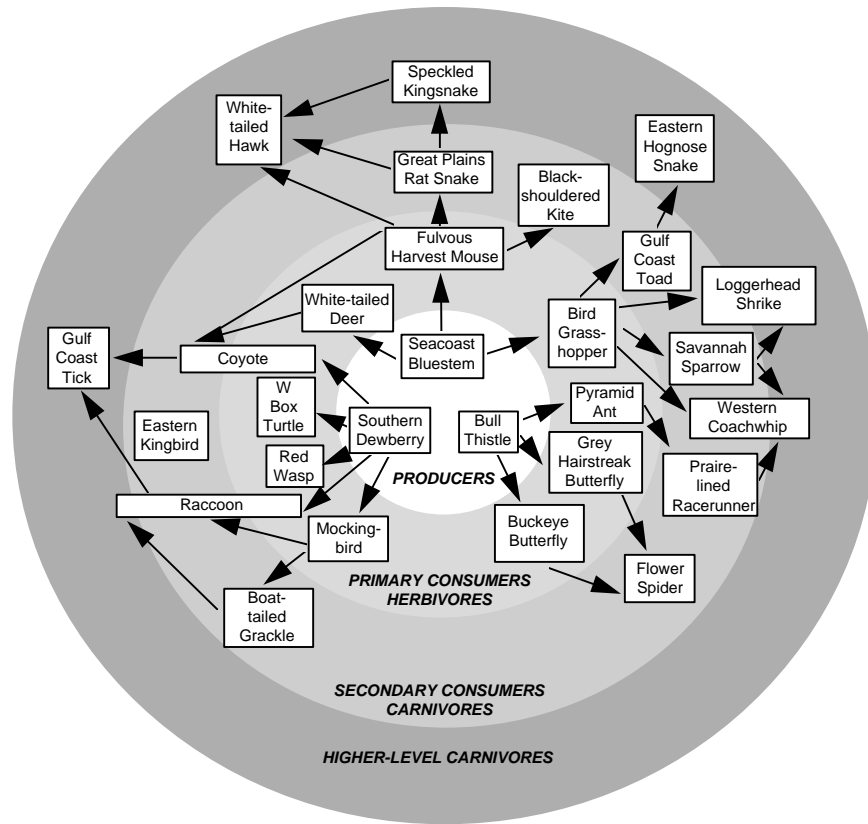 Speckled
Kingsnake
White-
tailed
Hawk
Eastern
Hognose
Snake
Great Plains
Rat Snake
Black-
shouldered
Kite
Fulvous
Harvest Mouse
Gulf
Coast
Toad
Loggerhead
Shrike
White-tailed
Deer
Bird
Grass-
hopper
Gulf
Coast
Tick
Coyote
Seacoast
Bluestem
Savannah
Sparrow
W
Box
Turtle
Pyramid
Ant
Western
Coachwhip
Eastern
Kingbird
Southern
Dewberry
Bull
Thistle
Red
Wasp
Grey
Hairstreak
Butterfly
Praire-
lined
Racerunner
PRODUCERS
Raccoon
Mocking-
bird
Buckeye
Butterfly
Flower
Spider
PRIMARY CONSUMERS
HERBIVORES
Boat-
tailed
Grackle
SECONDARY CONSUMERS
CARNIVORES
HIGHER-LEVEL CARNIVORES